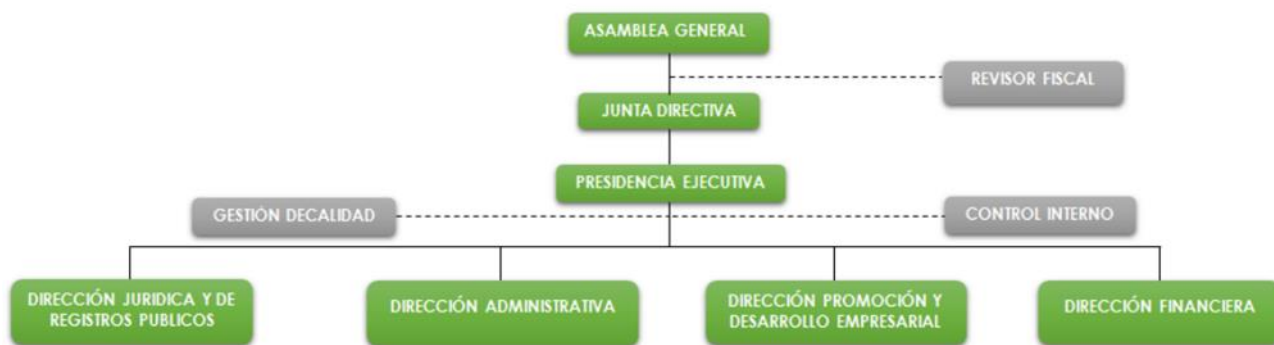 ASAMBLEA GENERAL
REVISOR FISCAL
JUNTA DIRECTIVA
PRESIDENCIA EJECUTIVA
GESTIÓN DECALIDAD
CONTROL INTERNO
DIRECCIÓN JURIDICA Y DE
REGISTROS PUBLICOS
DIRECCIÓN ADMINISTRATIVA
DIRECCIÓN PROMOCIÓN Y
DESARROLLO EMPRESARIAL
DIRECCIÓN FINANCIERA